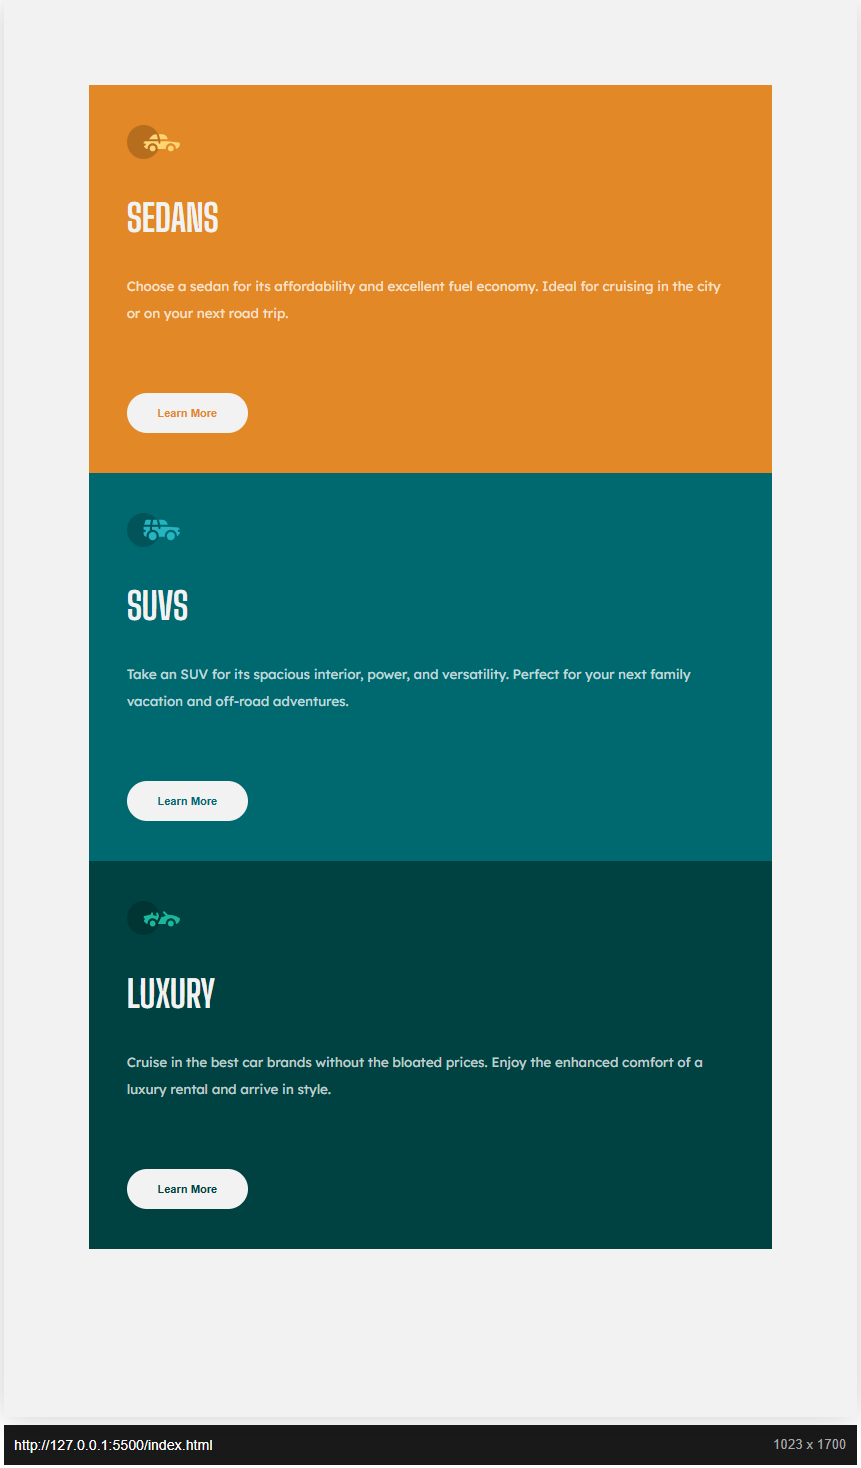 SEDANS
Choose a sedan for its affordability and excellent fuel economy. Ideal for cruising in the city
or on your next road trip.
Learn More
SUVS
Take an SUV for its spacious interior, power, and versatility. Perfect for your next family
vacation and off-road adventures.
Learn More
LUXURY
Cruise in the best car brands without the bloated prices. Enjoy the enhanced comfort of a
luxury rental and arrive in style.
Learn More
http://127.0.0.1:5500/index.html
1023 x 1700